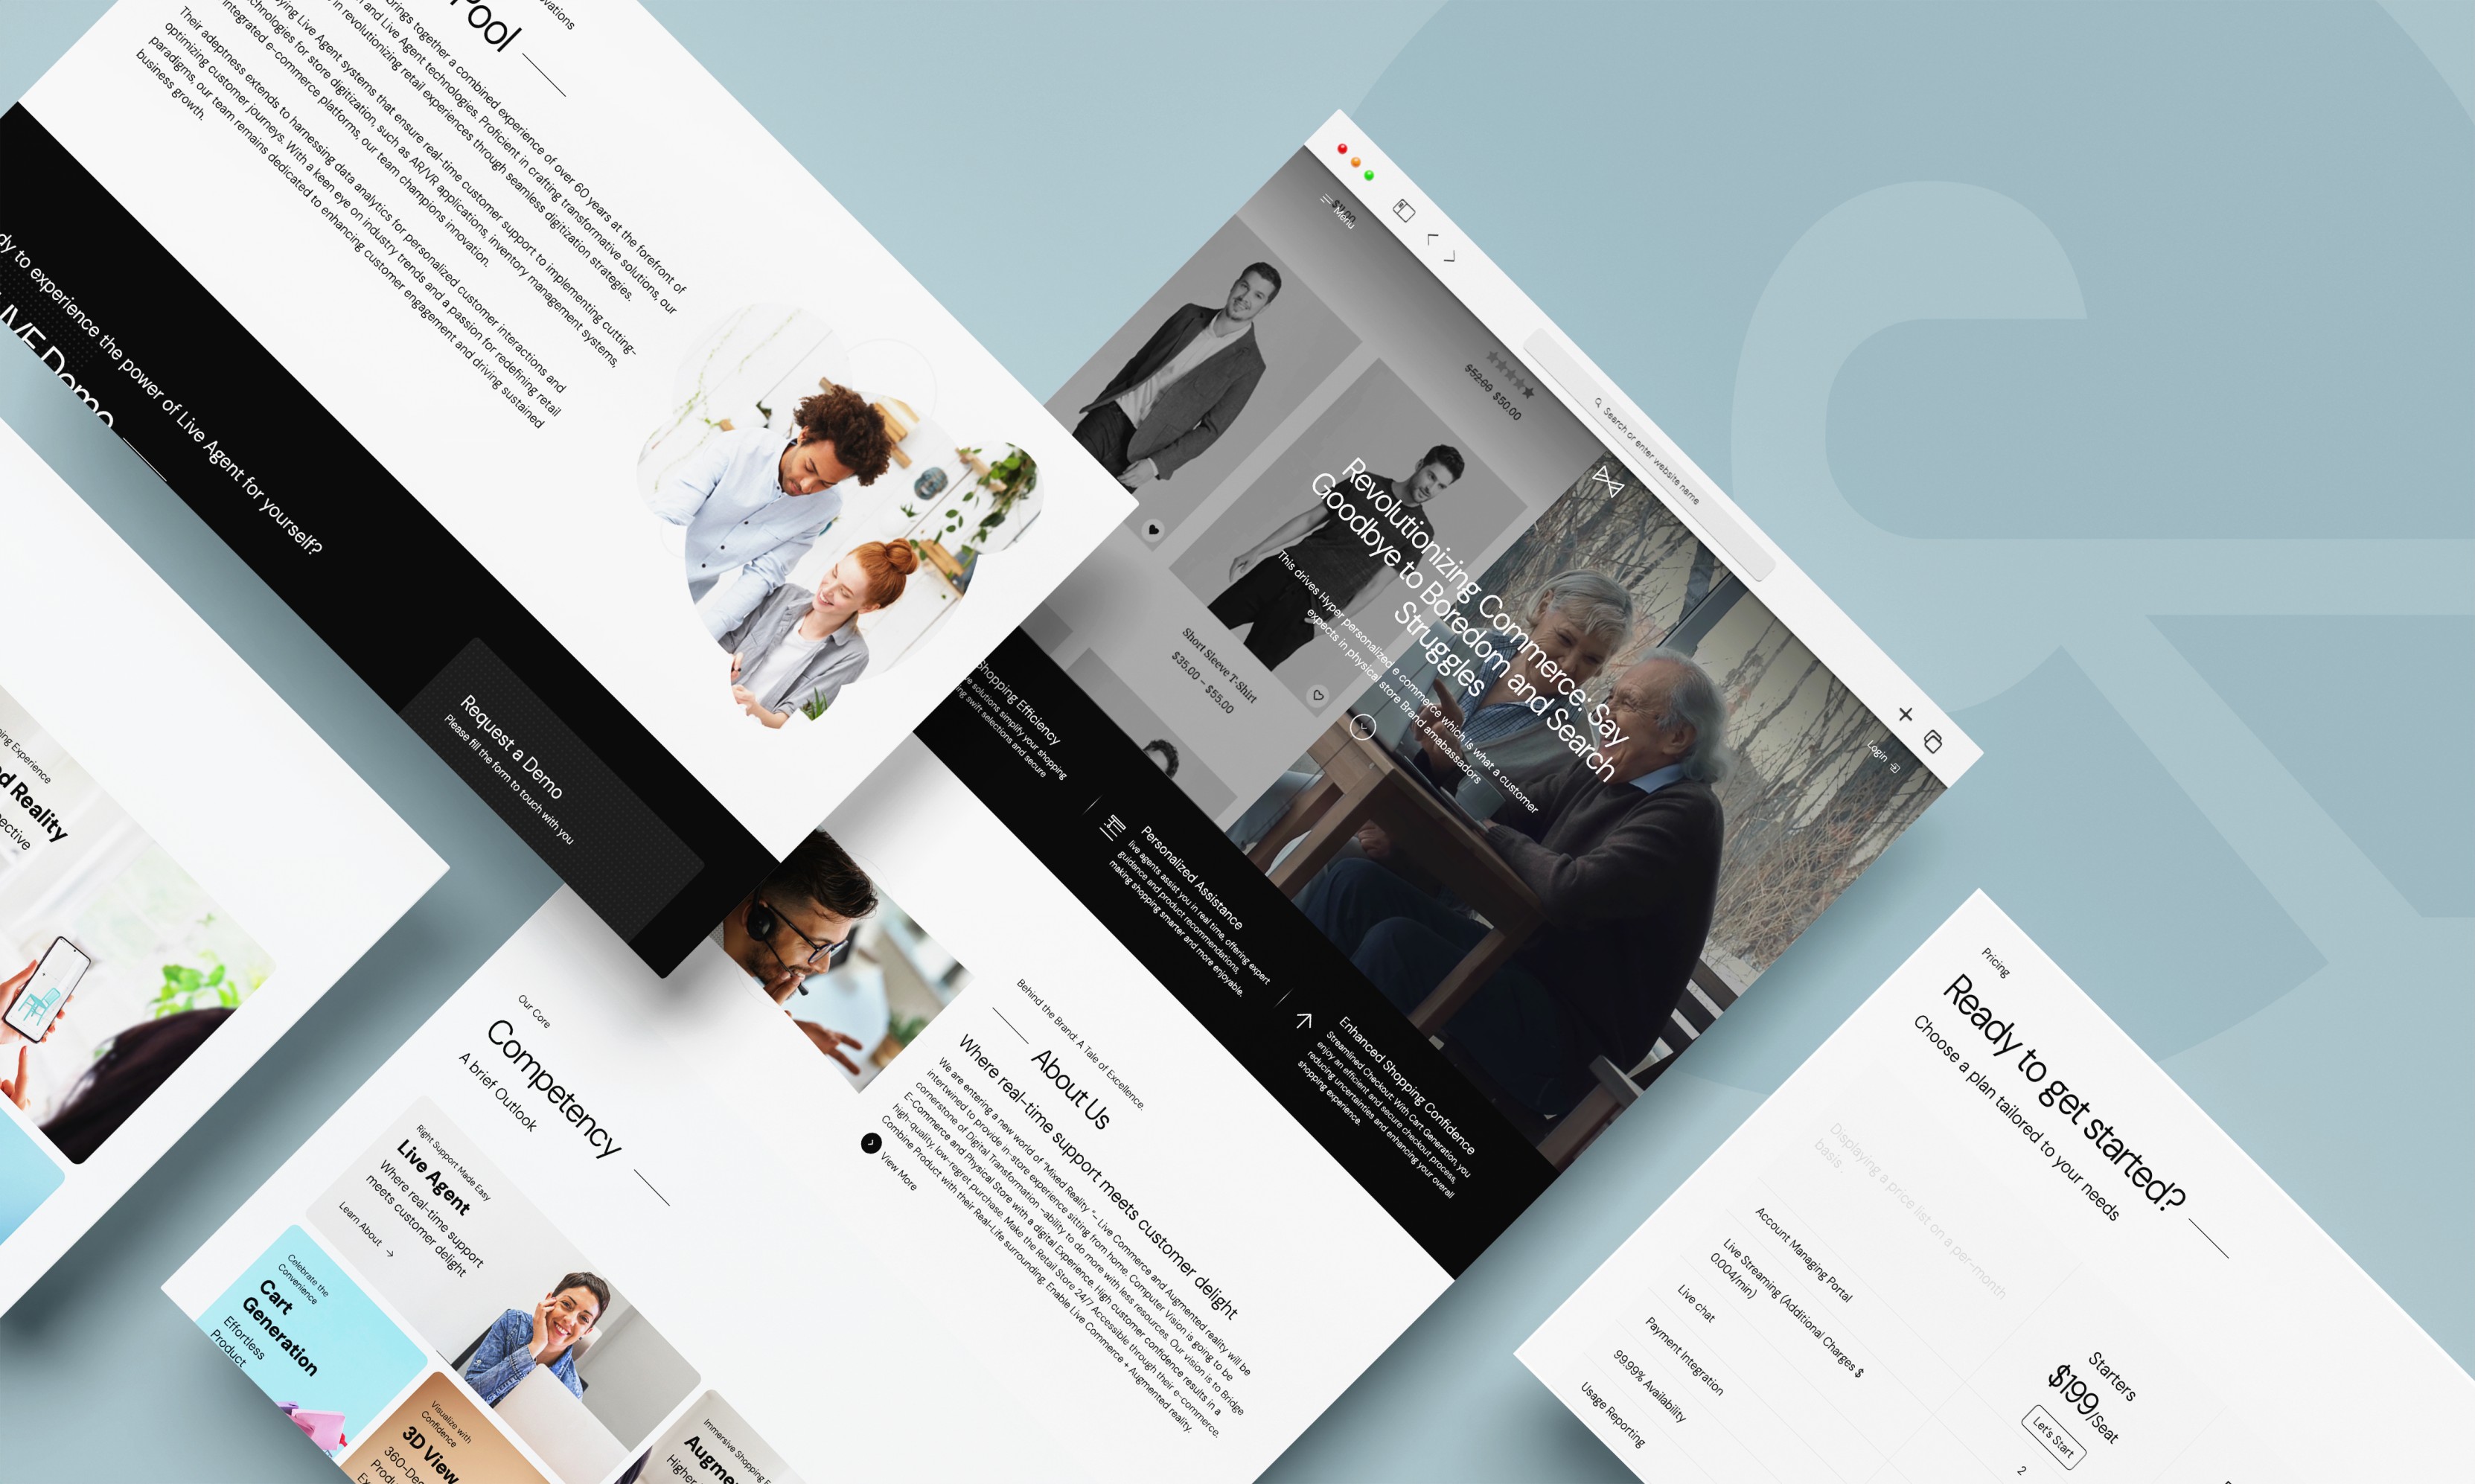 Pool
brings together a combined experience of over 60 years at the forefront of
and Live Agent technologies. Proficient in crafting transformative solutions, our
in revolutionizing retail experiences through seamless digitization strategies.
Live Agent systems that ensure real-time customer support to implementing cutting-
for store digitization, such as AR/VR applications, inventory management systems,
integrated e-commerce platforms, our team champions innovation.
Their adeptness extends to harnessing data analytics for personalized customer interactions and
optimizing customer journeys. With a keen eye on industry trends and a passion for redefining retail
paradigms, our team remains dedicated to enhancing customer engagement and driving sustained
business growth.
to experience the power of Live Agent for yourself?
Demo
Request a Demo
Please fill the form to touch with you
Experience
Reality
Menu
$52.00 $50.00
Search or enter website name
Login
Revolutionizing Commerce: Say
Goodbye to Boredom and Search
Struggles
This drives Hyper personalized e commerce which is what a customer
expects in physical store Brand amabassadors
Short Sleeve T-Shirt
$35.00 – $55.00
Shopping Efficiency
solutions simplify your shopping
swift selections and secure
Personalized Assistance
live agents assist you in real time, offering expert
guidance and product recommendations,
making shopping smarter and more enjoyable.
Enhanced Shopping Confidence
Streamlined Checkout: With Cart Generation, you
enjoy an efficient and secure checkout process,
reducing uncertainties and enhancing your overall
shopping experience.
Behind the Brand: A Tale of Excellence.
About Us
Where real-time support meets customer delight
We are entering a new world of "Mixed Reality "– Live Commerce and Augmented reality will be
intertwined to provide in-store experience sitting from home. Computer Vision is going to be
cornerstone of Digital Transformation –ability to do more with less resources. Our vision is to Bridge
E-Commerce and Physical Store with a digital Experience. High customer confidence results in a
high-quality, low-regret purchase. Make the Retail Store 24/7 Accessible through their e-commerce.
Combine Product with their Real-Life surrounding. Enable Live Commerce + Augmented reality.
View More
Our Core
Competency
A brief Outlook
Right Support Made Easy
Live Agent
Where real-time support
meets customer delight
Learn About
Celebrate the
Convenience
Cart
Generation
Effortless
Product
Visualize with
Confidence
3D View
Immersive Shopping
Higher
Pricing
Ready to get started?
Choose a plan tailored to your needs
Displaying a price list on a per-month
basis
Account Managing Portal
Live Streaming (Additional Charges $
0.004/min)
Live chat
Payment Integration
99.99% Availability
Usage Reporting
Starters
$199/Seat
Let's Start
2